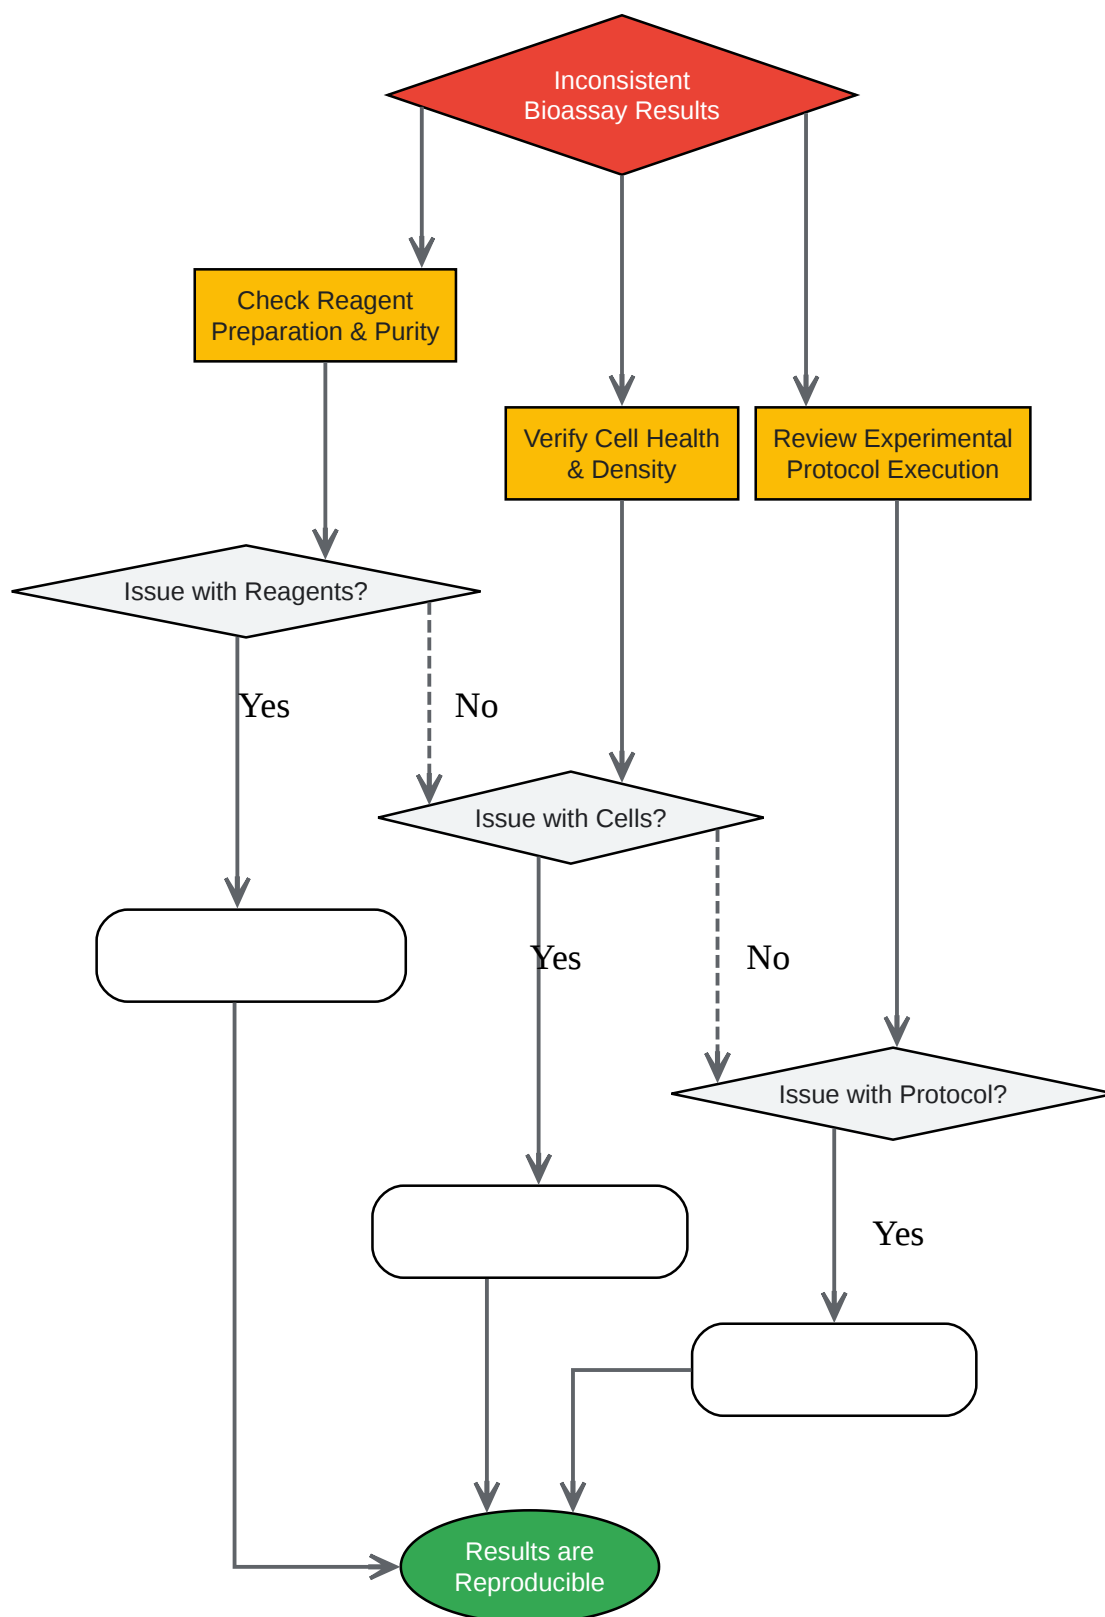 Inconsistent
Bioassay Results
Check Reagent
Preparation & Purity
Verify Cell Health
& Density
Review Experimental
Protocol Execution
Issue with Reagents?
Yes
No
Issue with Cells?
Yes
No
Issue with Protocol?
Yes
Results are
Reproducible